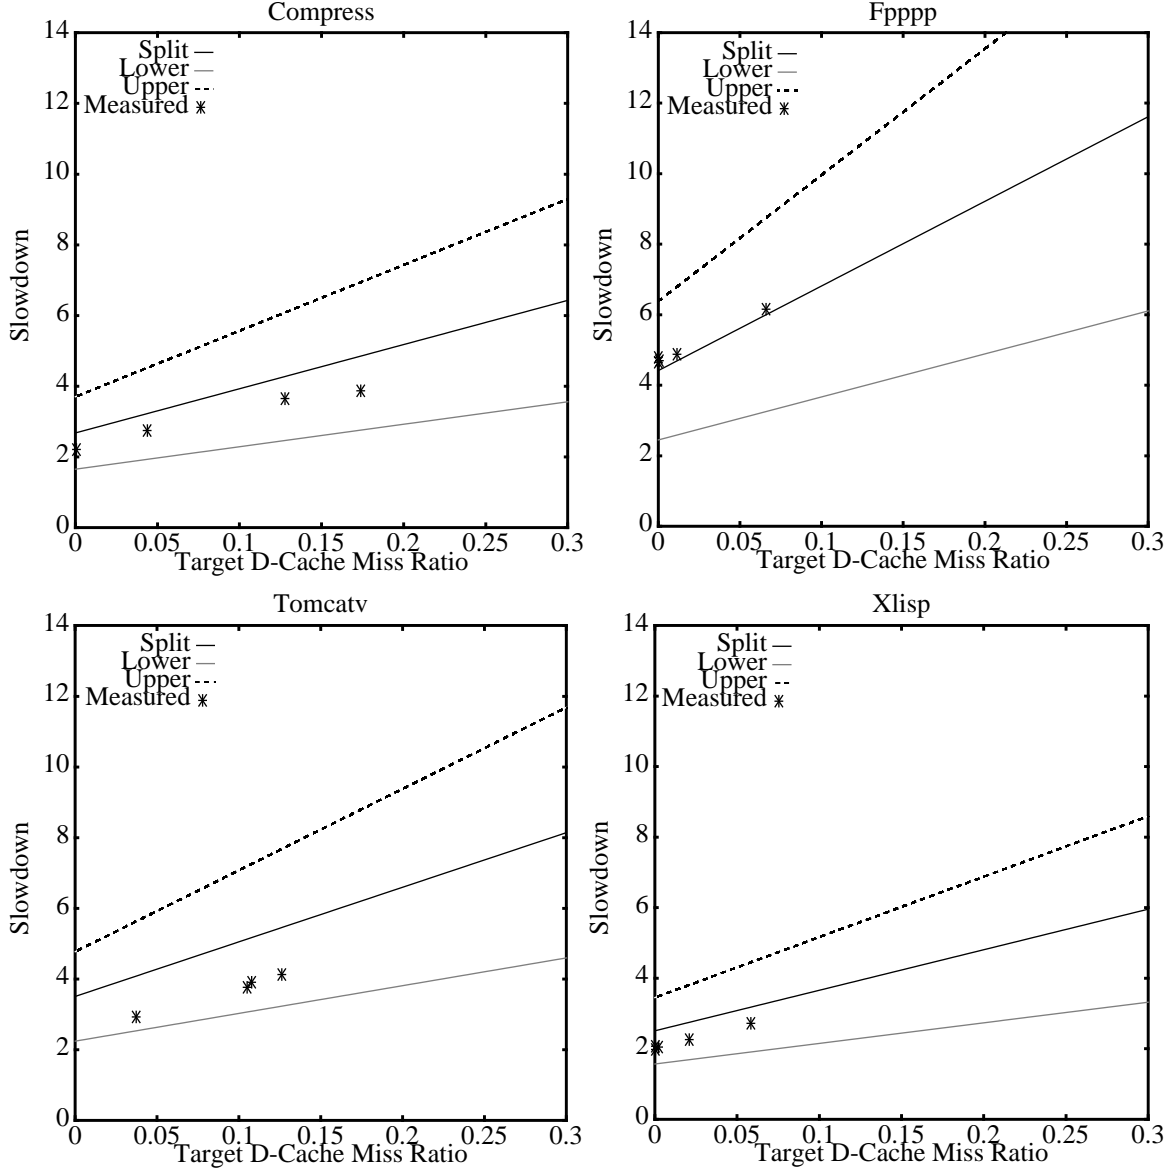 Compress
14
12
10
8
6
4
2
0
Slowdown
Split
Lower
Upper
Measured
0 0.05 0.1 0.15 0.2 0.25 0.3
Target D-Cache Miss Ratio
Fpppp
14
12
10
8
6
4
2
0
Slowdown
Split
Lower
Upper
Measured
0 0.05 0.1 0.15 0.2 0.25 0.3
Target D-Cache Miss Ratio
Tomcatv
14
12
10
8
6
4
2
0
Slowdown
Split
Lower
Upper
Measured
0 0.05 0.1 0.15 0.2 0.25 0.3
Target D-Cache Miss Ratio
Xlisp
14
12
10
8
6
4
2
0
Slowdown
Split
Lower
Upper
Measured
0 0.05 0.1 0.15 0.2 0.25 0.3
Target D-Cache Miss Ratio